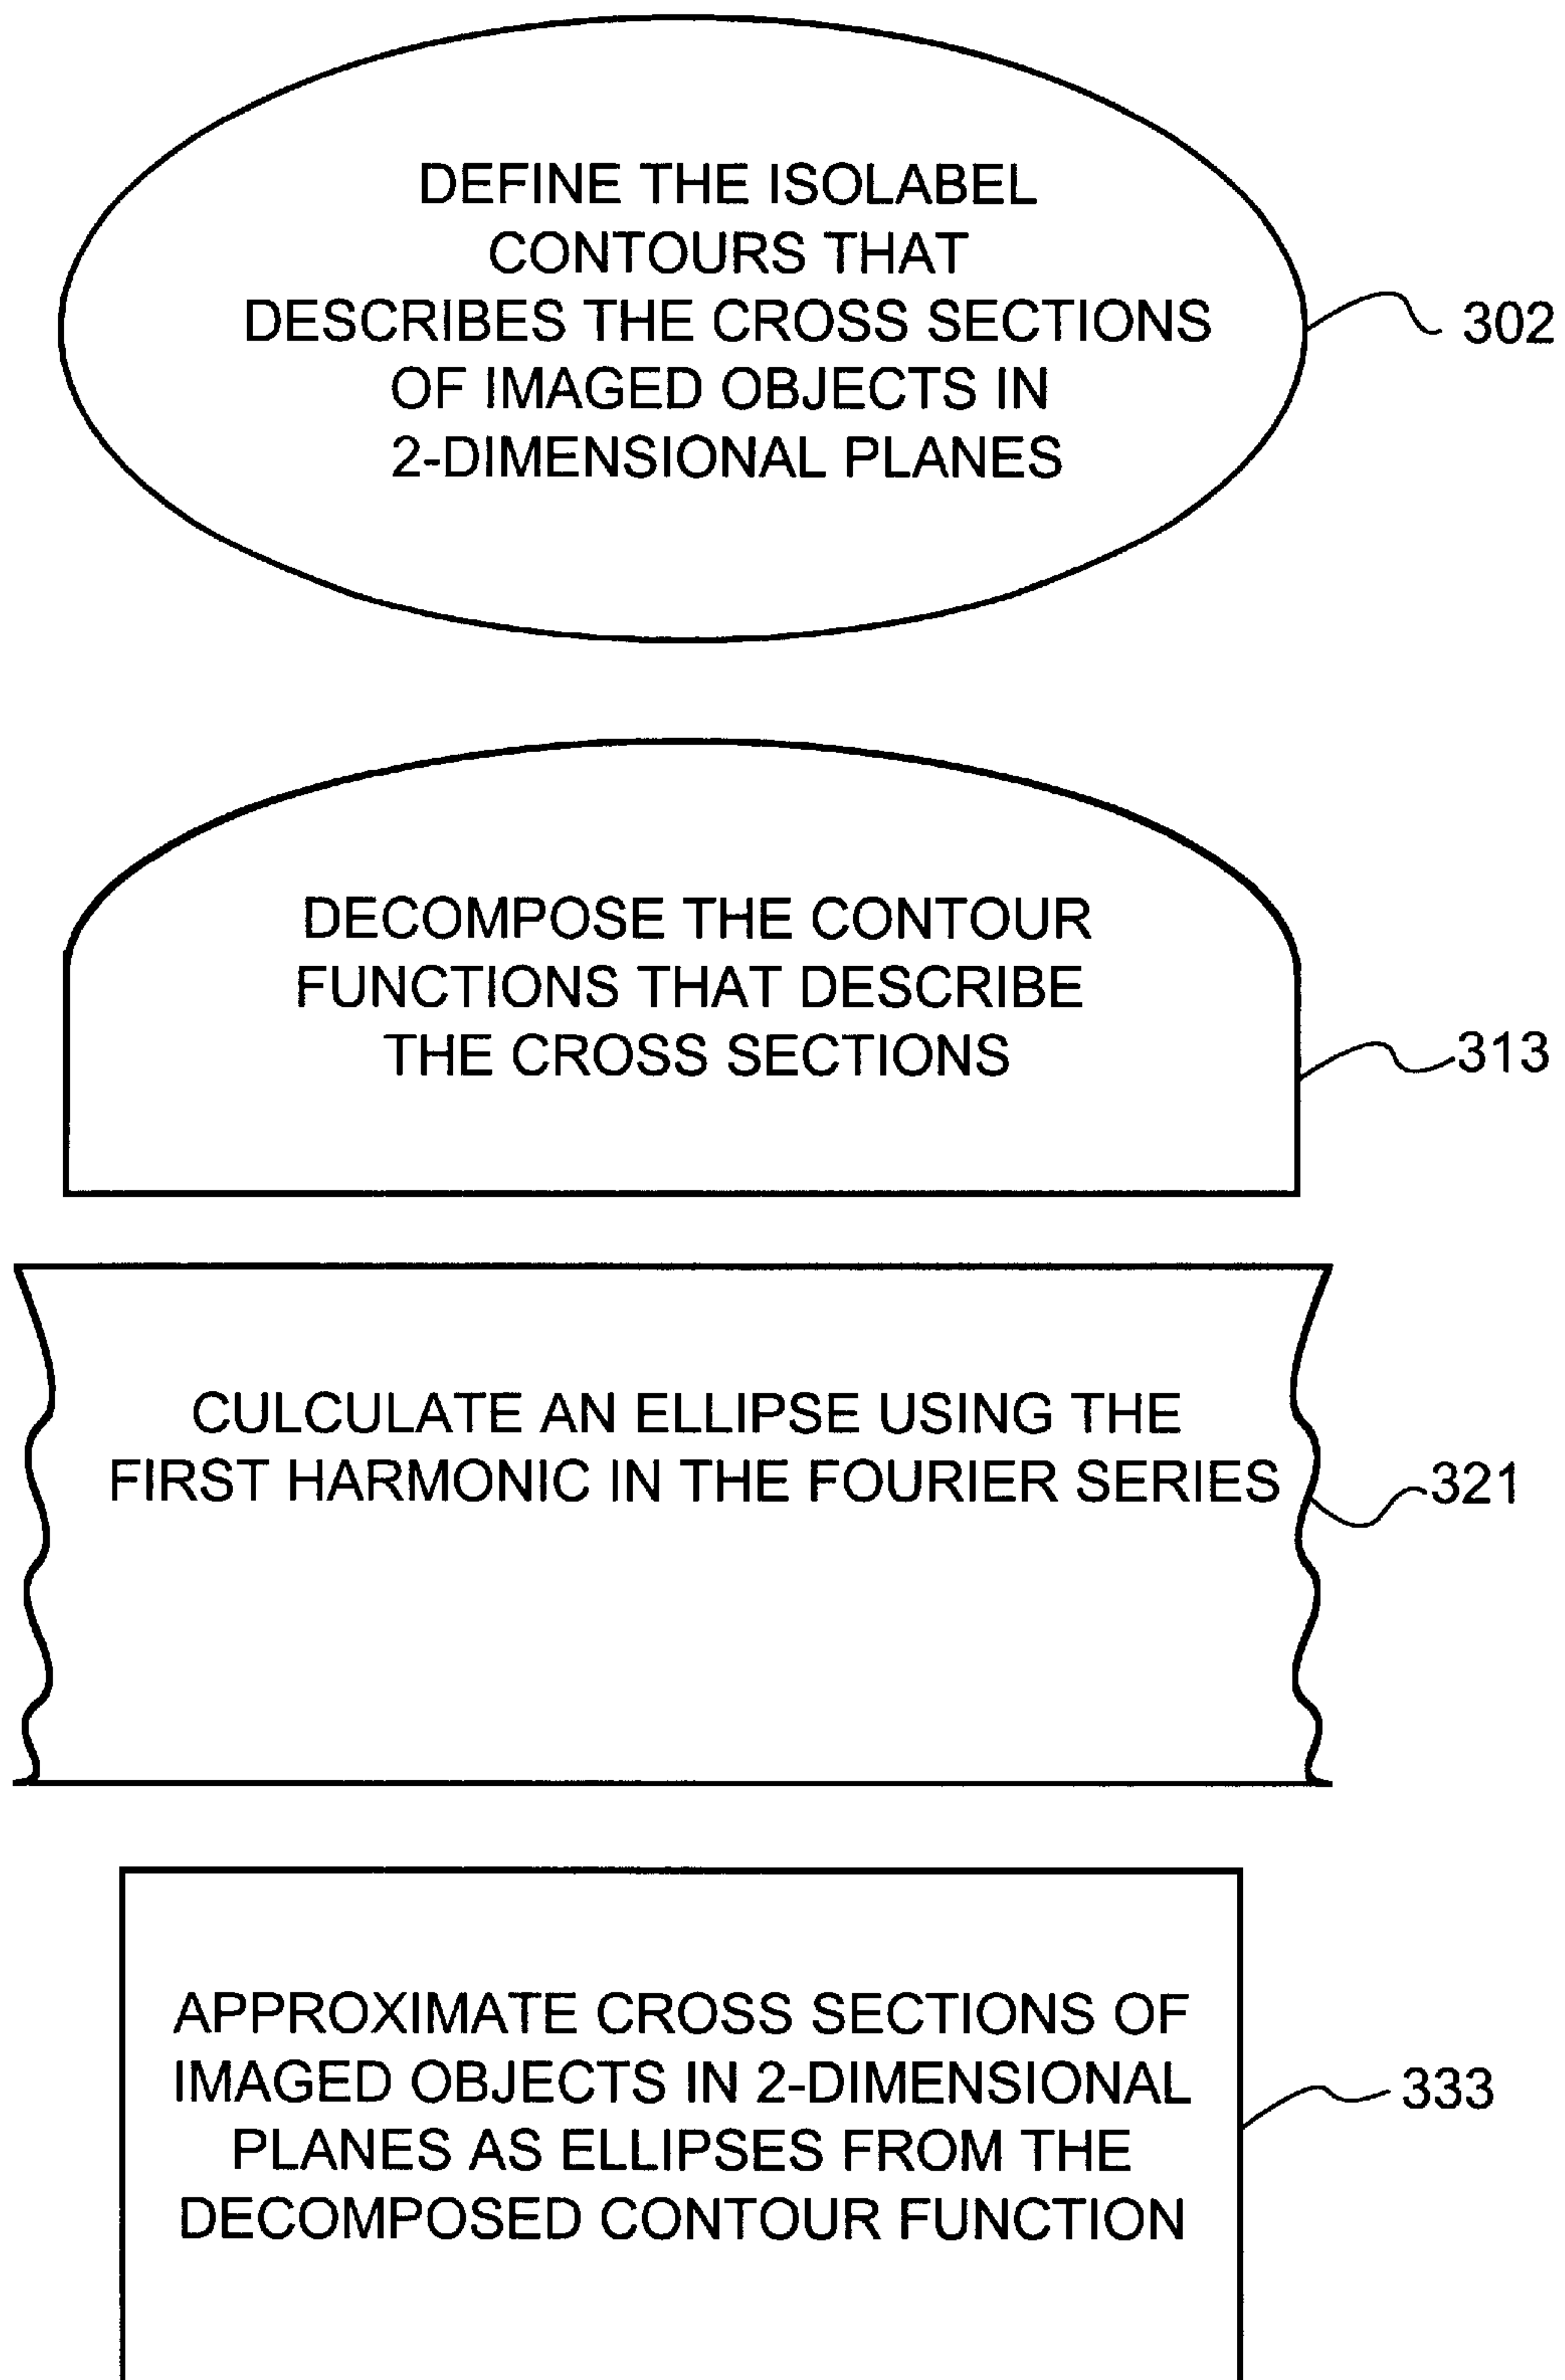 DEFINE THE ISOLABEL
CONTOURS THAT
DESCRIBES THE CROSS SECTIONS
OF IMAGED OBJECTS IN
2-DIMENSIONAL PLANES
302
DECOMPOSE THE CONTOUR
FUNCTIONS THAT DESCRIBE
THE CROSS SECTIONS
313
CULCULATE AN ELLIPSE USING THE
FIRST HARMONIC IN THE FOURIER SERIES
321
APPROXIMATE CROSS SECTIONS OF
IMAGED OBJECTS IN 2-DIMENSIONAL
PLANES AS ELLIPSES FROM THE
DECOMPOSED CONTOUR FUNCTION
333